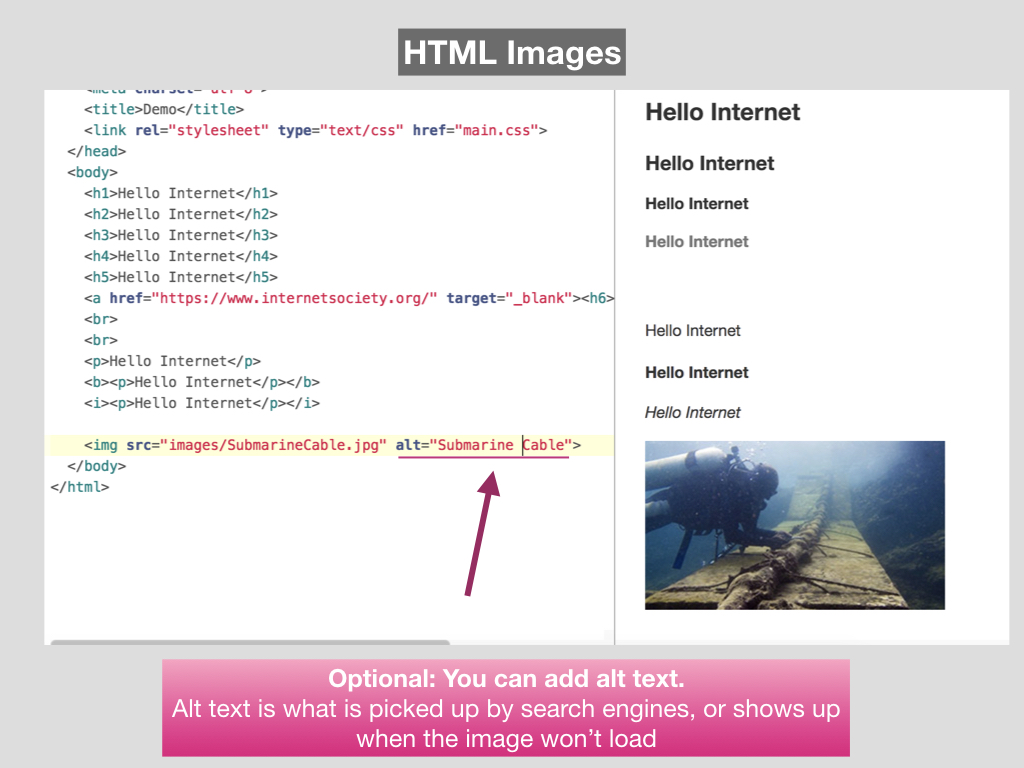 HTML Images
<meta charset="utf-8">
<title>Demo</title>
<link rel="stylesheet" type="text/css" href="main.css">
</head>
<body>
<h1>Hello Internet</h1>
<h2>Hello Internet</h2>
<h3>Hello Internet</h3>
<h4>Hello Internet</h4>
<h5>Hello Internet</h5>
<a href="https://www.internetsociety.org/" target="_blank"><h6>
<br>
<br>
<p>Hello Internet</p>
<b><p>Hello Internet</p></b>
<i><p>Hello Internet</p></i>
<img src="images/SubmarineCable.jpg" alt="Submarine Cable">
</body>
</html>
Hello Internet
Hello Internet
Hello Internet
Hello Internet
Hello Internet
Hello Internet
Hello Internet
Optional: You can add alt text.
Alt text is what is picked up by search engines, or shows up
when the image won’t load